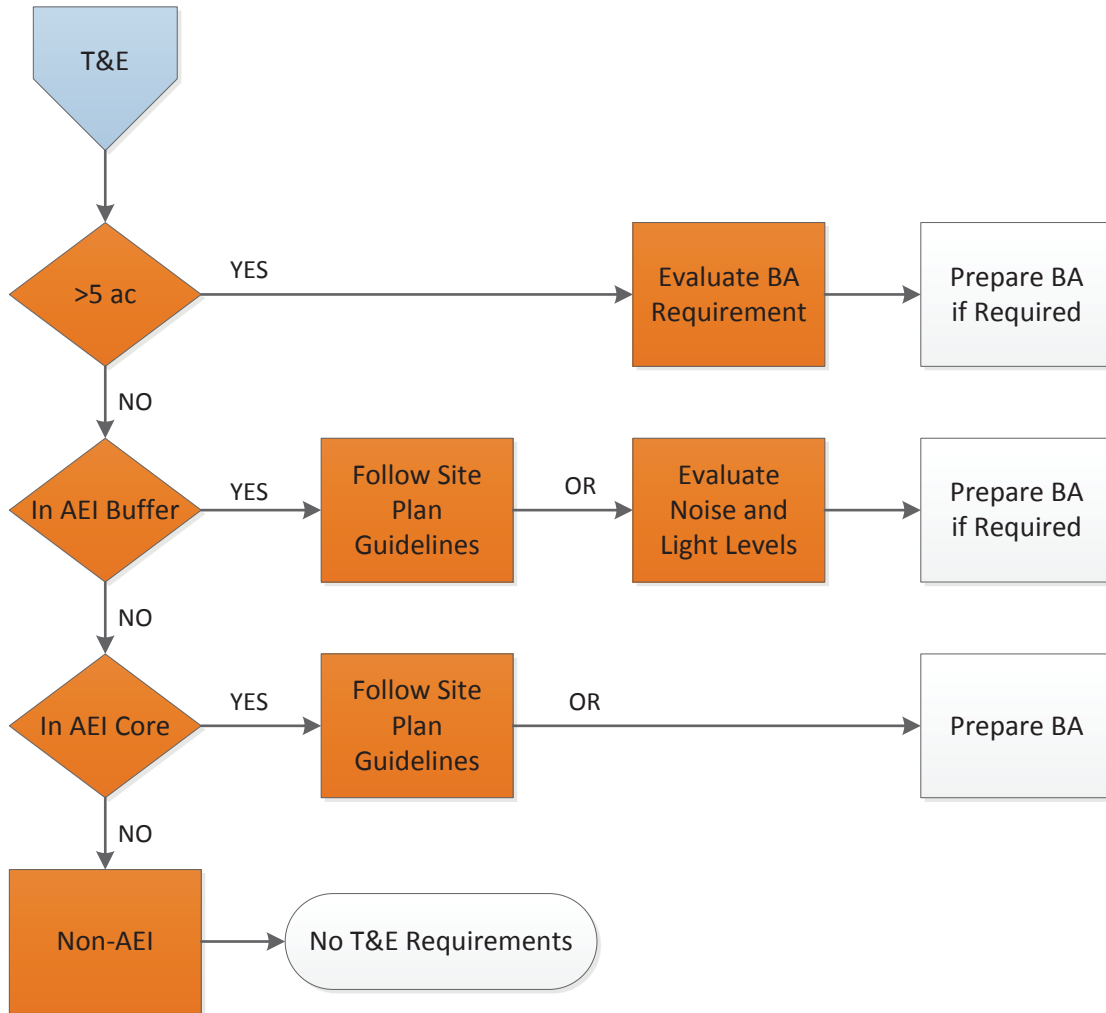 T&E
>5 ac
YES
Evaluate BA
Requirement
Prepare BA
if Required
NO
In AEI Buffer
YES
Follow Site
Plan
Guidelines
OR
Evaluate
Noise and
Light Levels
Prepare BA
if Required
NO
In AEI Core
YES
Follow Site
Plan
Guidelines
OR
Prepare BA
NO
Non-AEI
No T&E Requirements